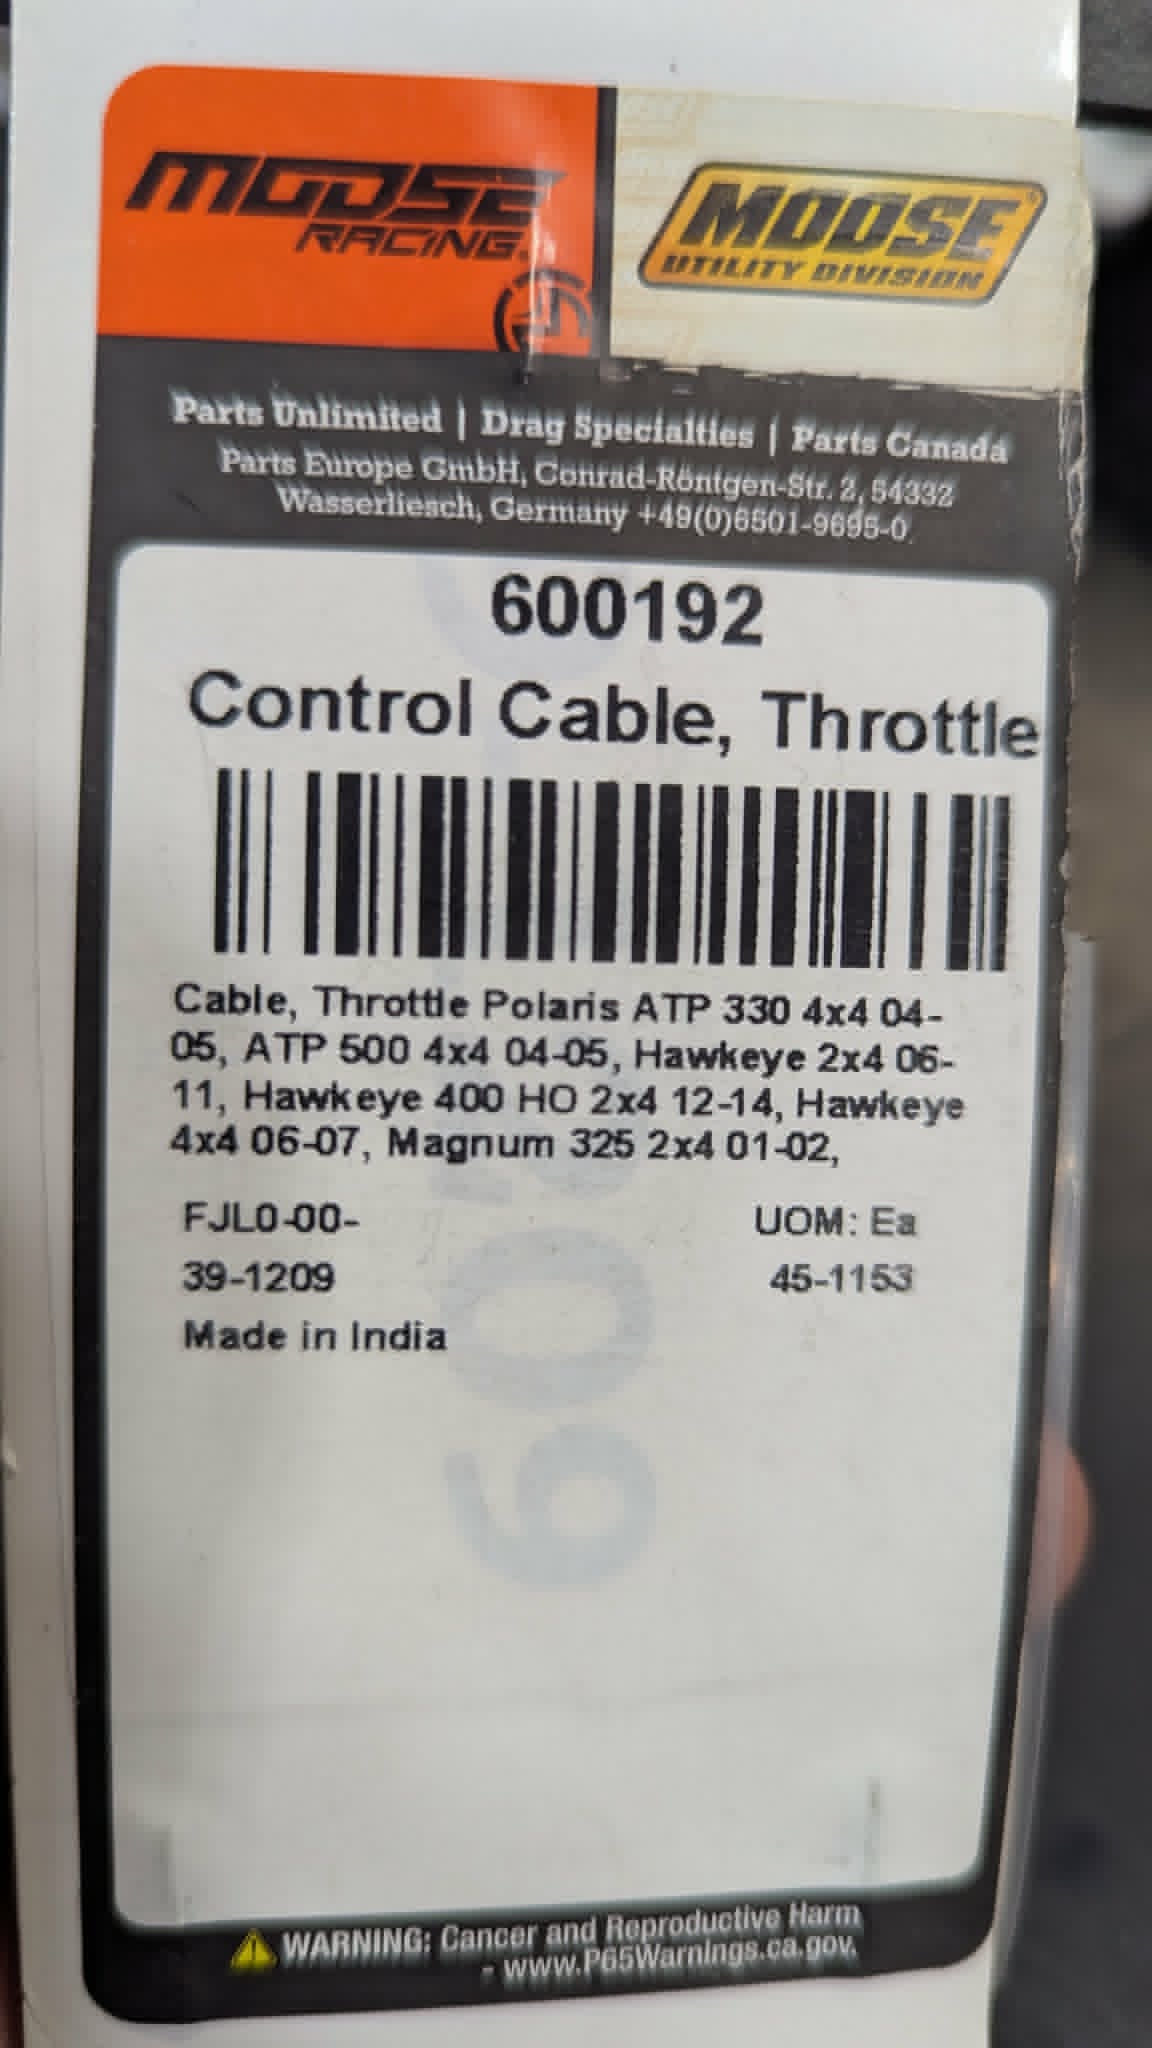 MOOSE
RACING
MOOSE
UTILITY DIVISION
Parts Unlimited | Drag Specialties | Parts Canada
Parts Europe GmbH, Conrad-Röntgen-Str. 2, 54332
Wasserliesch, Germany +49(0)6501-9695-0
600192
Control Cable, Throttle
Cable, Throttle Polaris ATP 330 4x4 04-
05, ATP 500 4x4 04-05, Hawkeye 2x4 06-
11, Hawkeye 400 HO 2x4 12-14, Hawkeye
4x4 06-07, Magnum 325 2x4 01-02,
FJL0-00-
UOM: Ea
39-1209
45-1153
Made in India
WARNING: Cancer and Reproductive Harm
- www.P65Warnings.ca.gov.